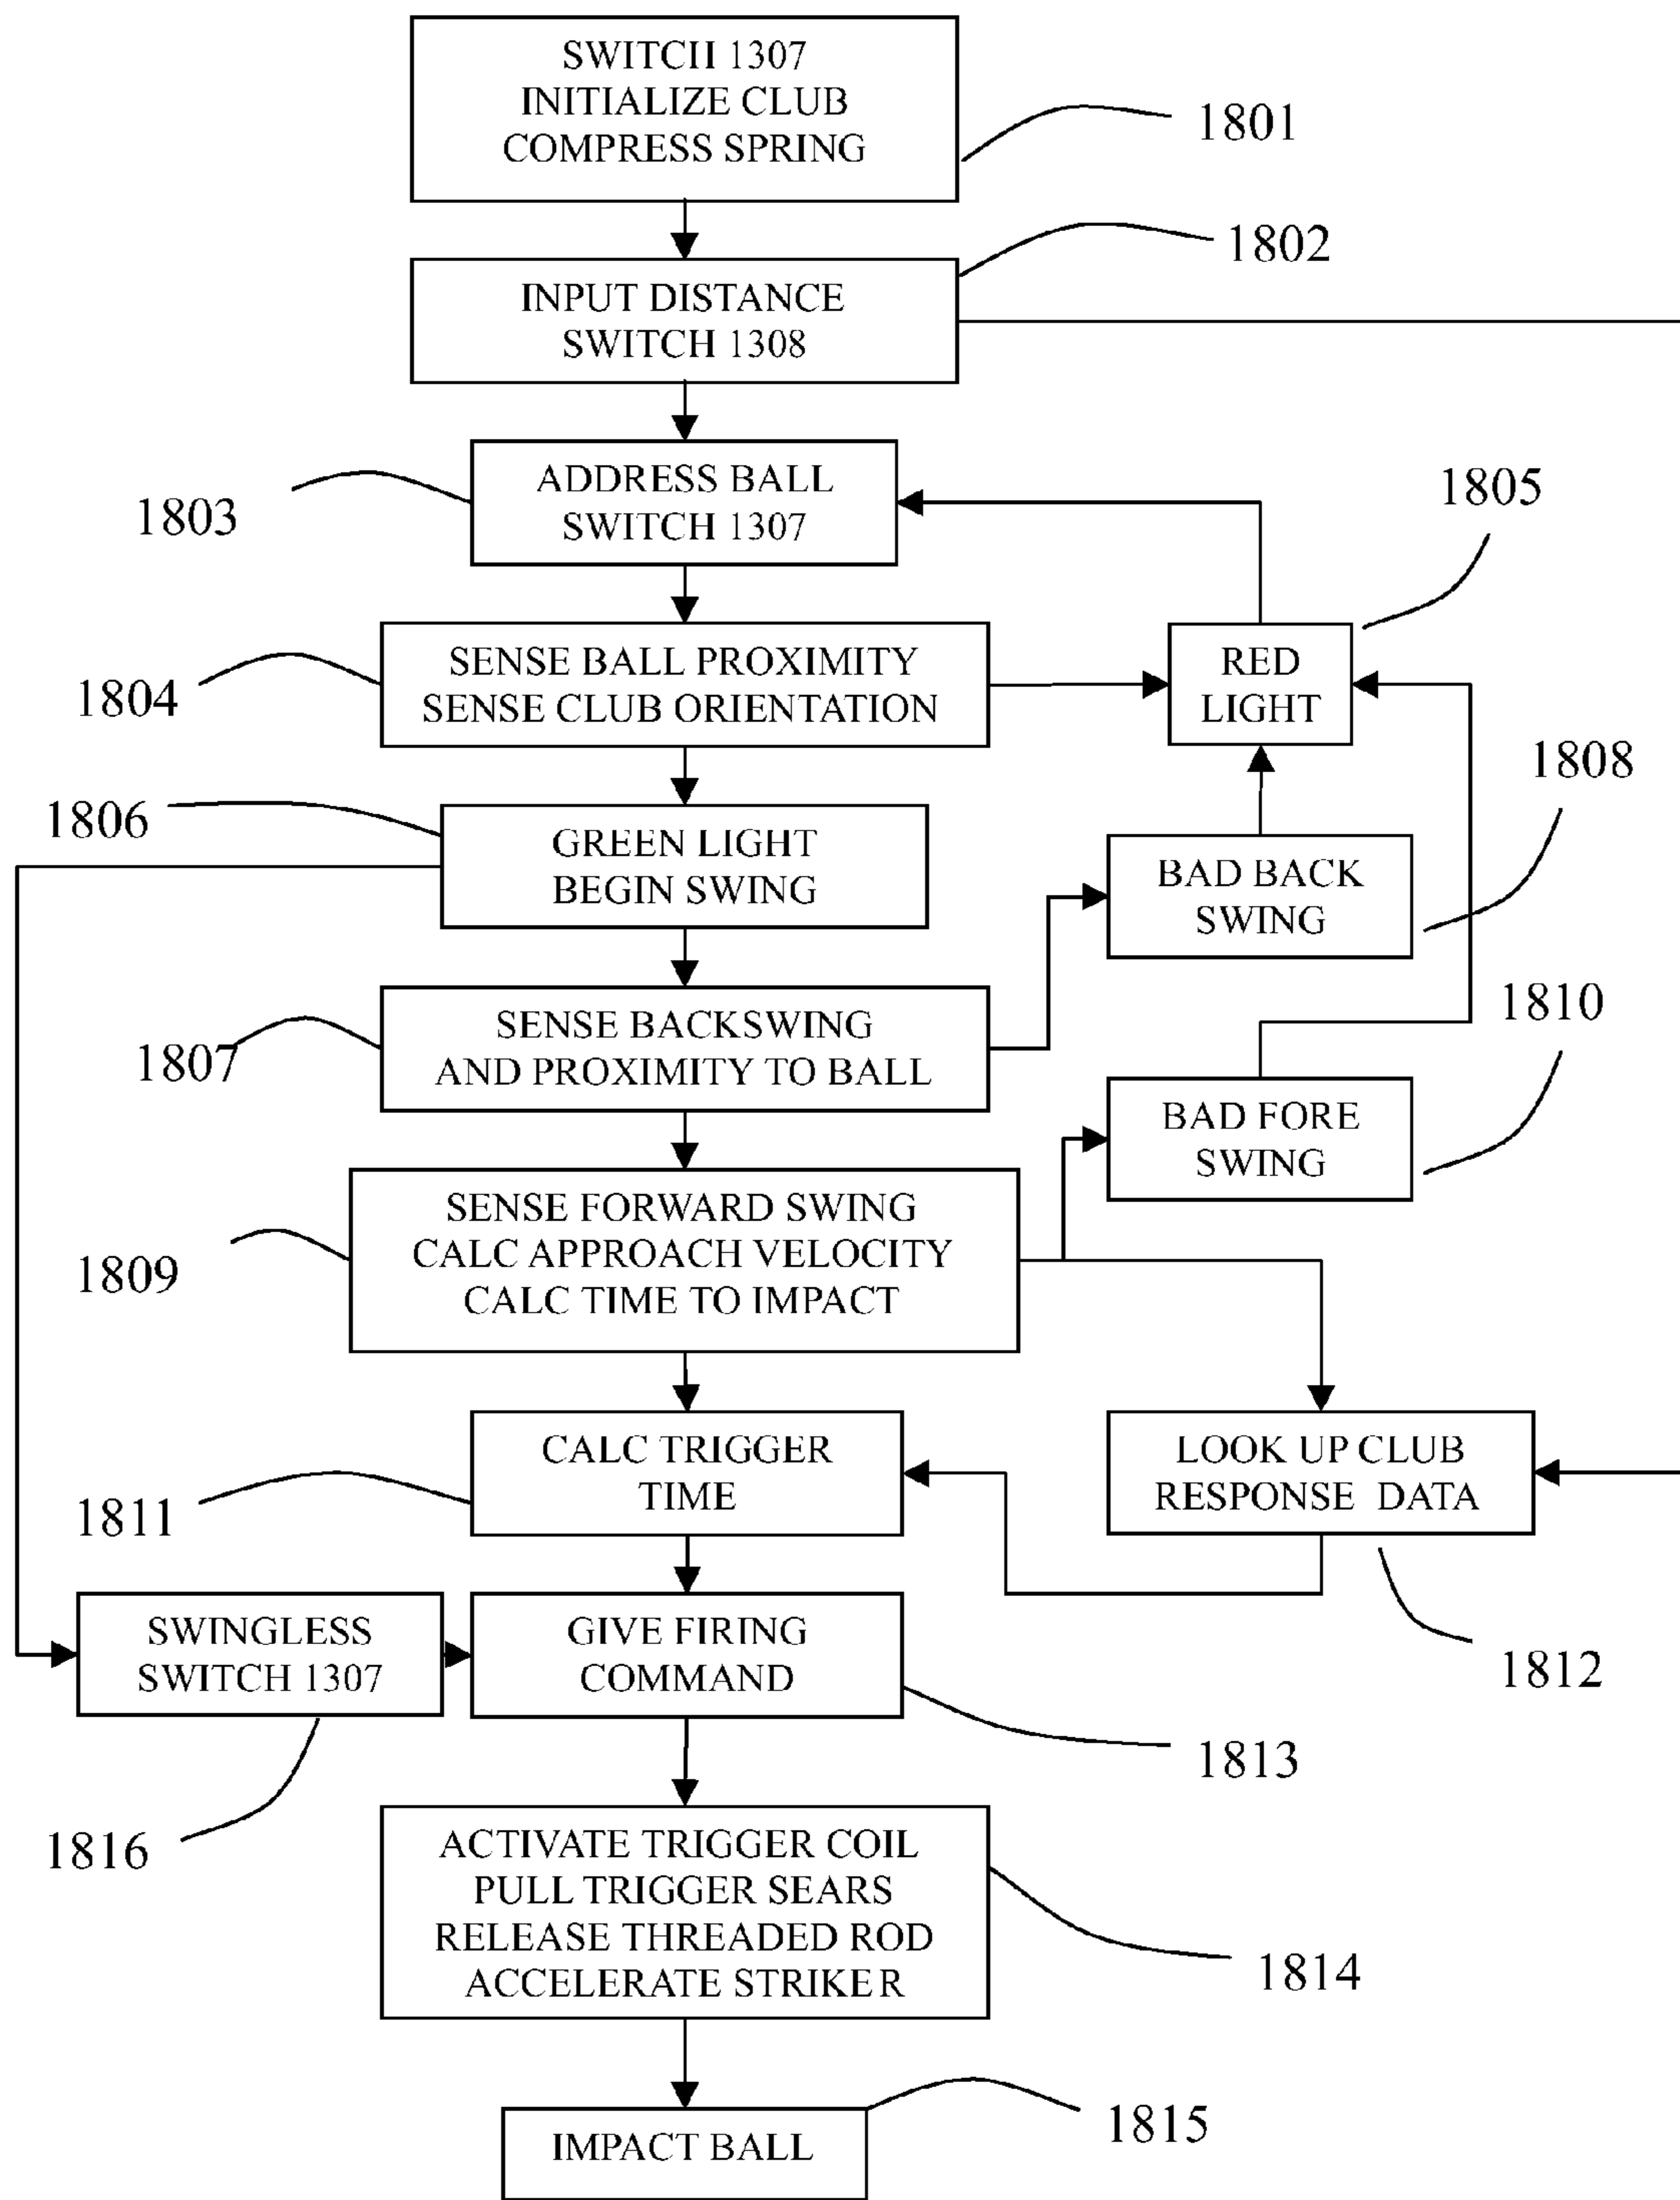 SWITCH 1307
INITIALIZE CLUB
COMPRESS SPRING
1801
1802
INPUT DISTANCE
SWITCH 1308
ADDRESS BALL
SWITCH 1307
1803
1805
SENSE BALL PROXIMITY
SENSE CLUB ORIENTATION
1804
RED
LIGHT
1808
1806
GREEN LIGHT
BEGIN SWING
BAD BACK
SWING
1810
SENSE BACKSWING
AND PROXIMITY TO BALL
1807
BAD FORE
SWING
SENSE FORWARD SWING
CALC APPROACH VELOCITY
CALC TIME TO IMPACT
1809
CALC TRIGGER
TIME
LOOK UP CLUB
RESPONSE DATA
1811
SWINGLESS
SWITCH 1307
GIVE FIRING
COMMAND
1812
1813
1816
ACTIVATE TRIGGER COIL
PULL TRIGGER SEARS
RELEASE THREADED ROD
ACCELERATE STRIKER
1814
1815
IMPACT BALL